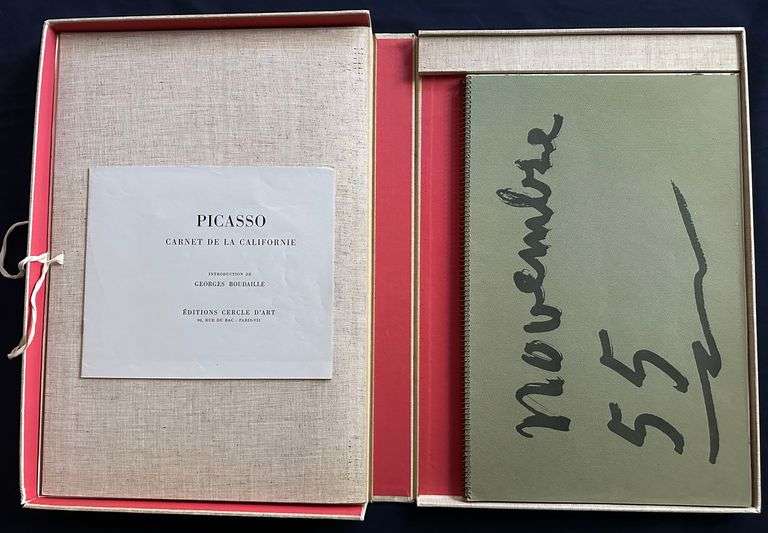 PICASSO
CARNET DE LA CALIFORNIE
INTRODUCTION DE
GEORGES BOUDAILLE
ÉDITIONS CERCLE D'ART
90, RUE DU BAC - PARIS-VII
novembre
55